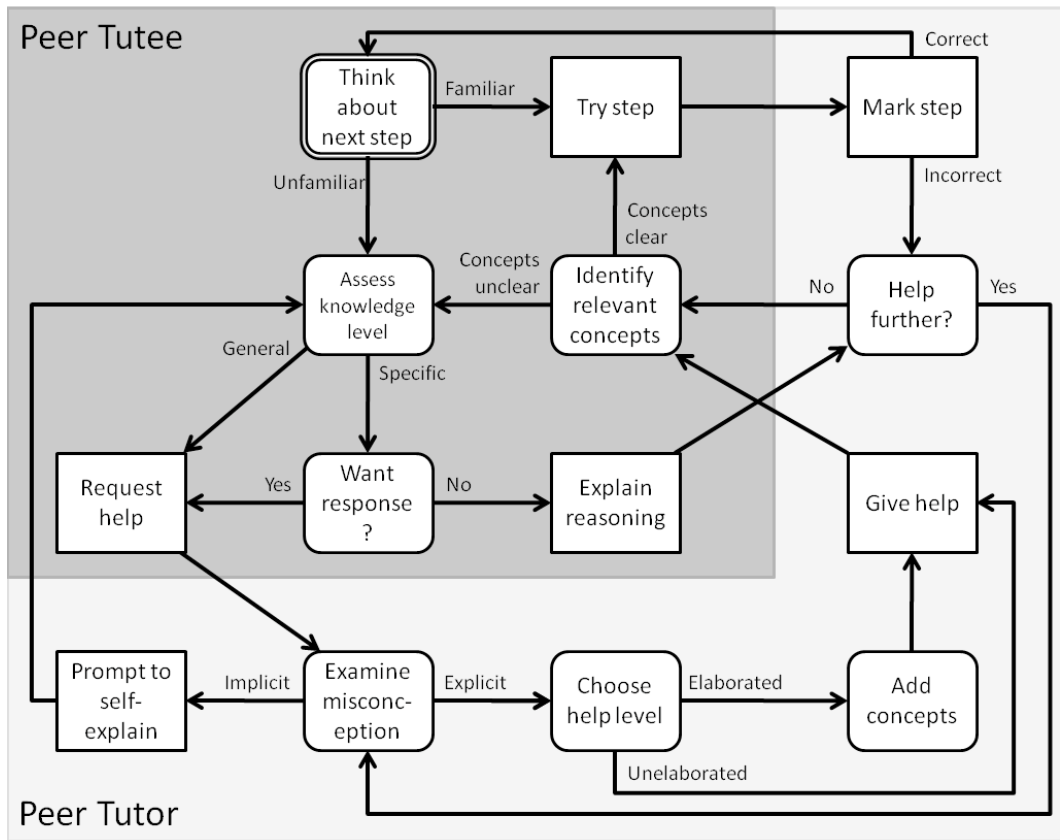 Peer Tutee
Think
about
next step
Familiar
Try step
Correct
Mark step
Unfamiliar
Incorrect
Concepts
clear
Assess
knowledge
level
Concepts
unclear
Identify
relevant
concepts
No
Help
further?
Yes
General
Specific
Request
help
Yes
Want
response
?
No
Explain
reasoning
Give help
Prompt to
self-
explain
Implicit
Examine
misconc-
eption
Explicit
Choose
help level
Elaborated
Add
concepts
Unelaborated
Peer Tutor